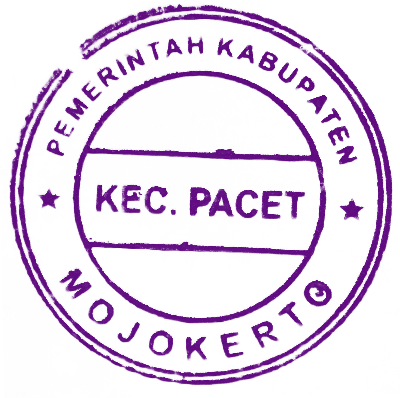 PEMERINTAH KABUPATEN
KEC. PACET
MOJOKERTO